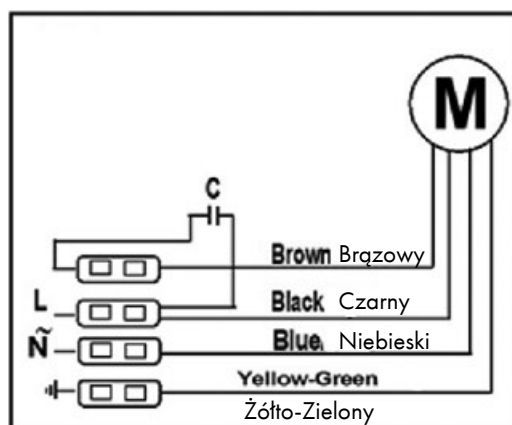 M
C
Brown Brązowy
L Black Czarny
Ñ Blue Niebieski
Yellow-Green
Żółto-Zielony